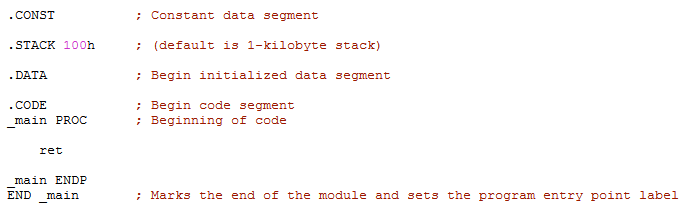 .CONST ; Constant data segment
.STACK 100h ; (default is 1-kilobyte stack)
.DATA ; Begin initialized data segment
.CODE ; Begin code segment
_main PROC ; Beginning of code
ret
_main ENDP
END _main ; Marks the end of the module and sets the program entry point label